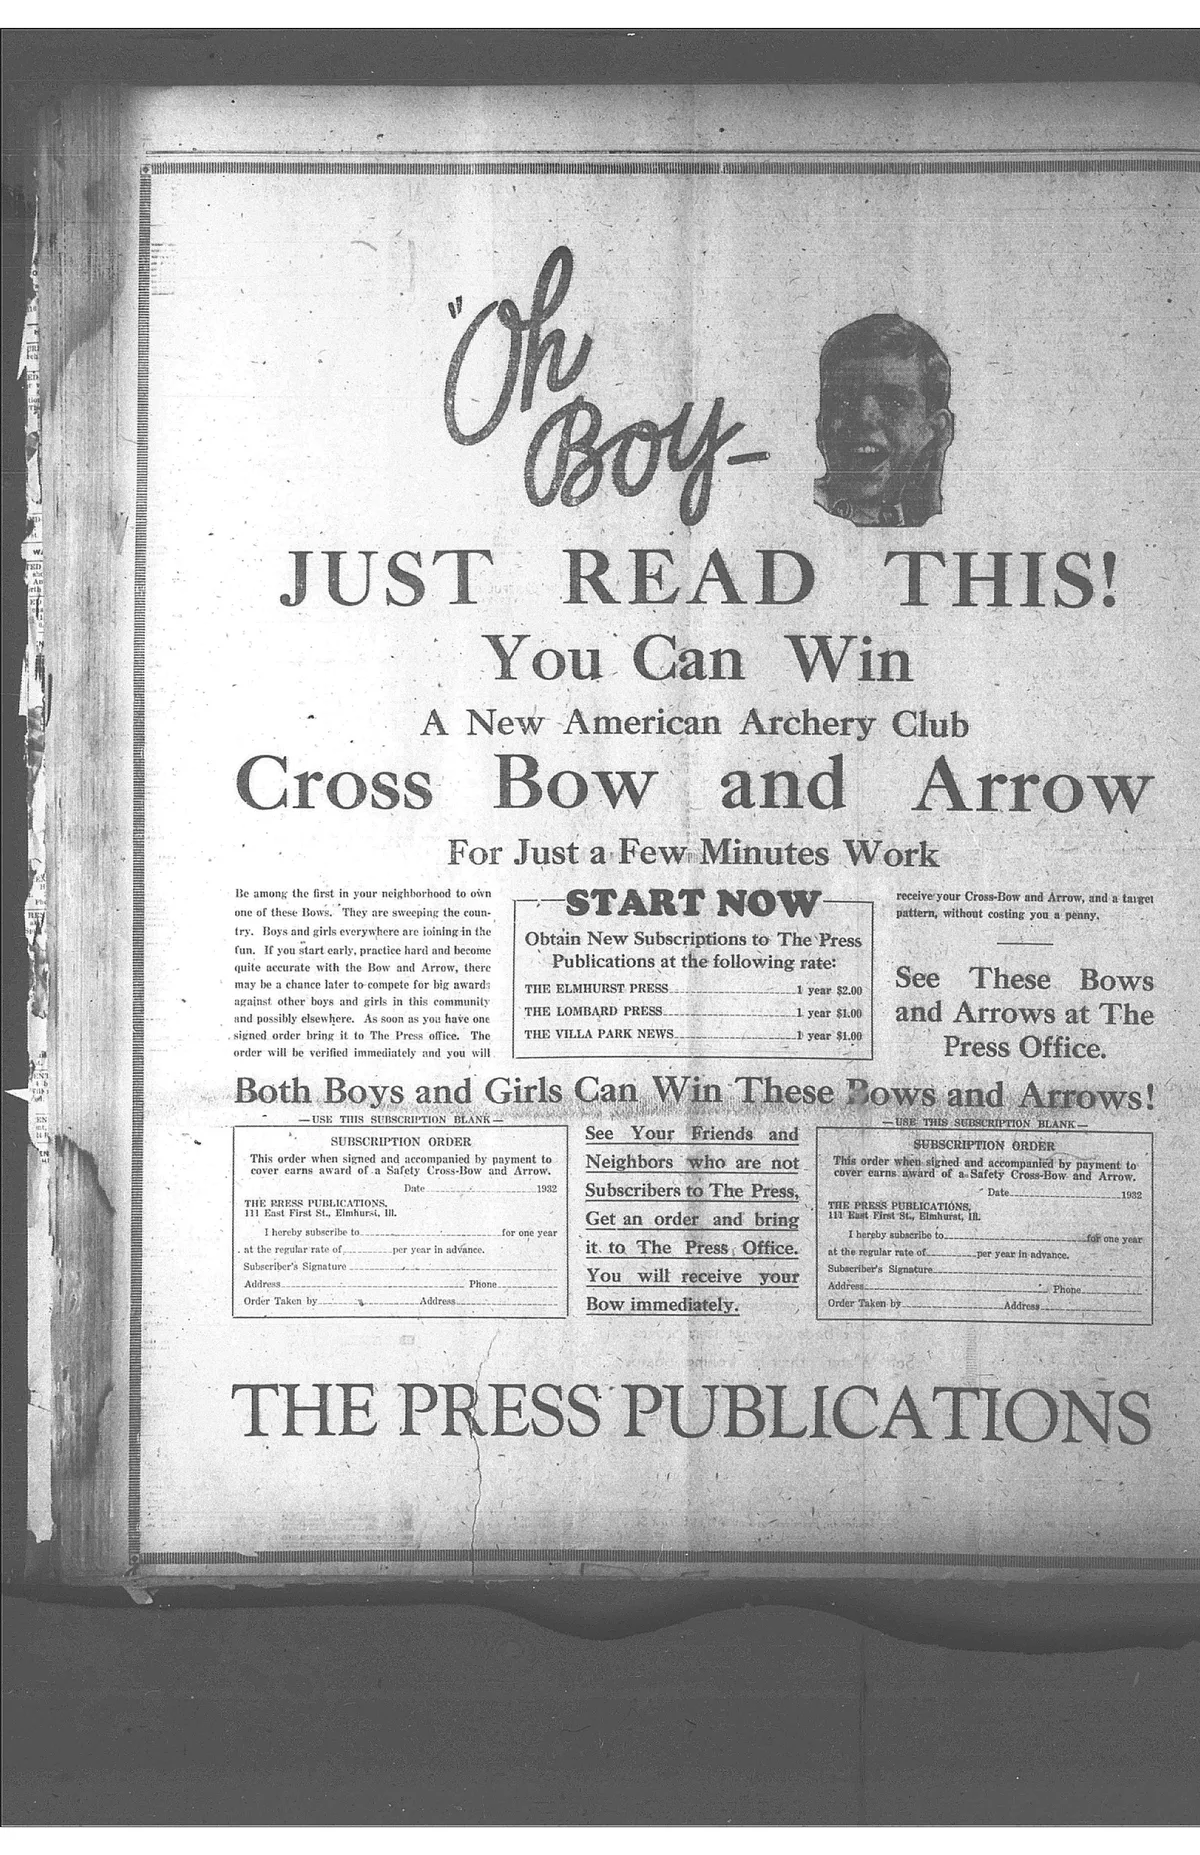 "Oh
Boy-
JUST READ THIS!
You Can Win
A New American Archery Club
Cross Bow and Arrow
For Just a Few Minutes Work
Be among the first in your neighborhood to own
one of these Bows. They are sweeping the coun-
try. Boys and girls everywhere are joining in the
fun. If you start early, practice hard and become
quite accurate with the Bow and Arrow, there
may be a chance later to compete for big awards
against other boys and girls in this community
and possibly elsewhere. As soon as you have one
signed order bring it to The Press office. The
order will be verified immediately and you will
START NOW
Obtain New Subscriptions to The Press
Publications at the following rate:
THE ELMHURST PRESS 1 year $2.00
THE LOMBARD PRESS 1 year $1.00
THE VILLA PARK NEWS 1 year $1.00
receive your Cross-Bow and Arrow, and a target
pattern, without costing you a penny.
See These Bows
and Arrows at The
Press Office.
Both Boys and Girls Can Win These Bows and Arrows!
—USE THIS SUBSCRIPTION BLANK—
SUBSCRIPTION ORDER
This order when signed and accompanied by payment to
cover earns award of a Safety Cross-Bow and Arrow.
Date 1932
THE PRESS PUBLICATIONS,
111 East First St., Elmhurst, Ill.
I hereby subscribe to for one year
at the regular rate of per year in advance.
Subscriber's Signature
Address Phone
Order Taken by Address
See Your Friends and
Neighbors who are not
Subscribers to The Press,
Get an order and bring
it to The Press Office.
You will receive your
Bow immediately.
—USE THIS SUBSCRIPTION BLANK—
SUBSCRIPTION ORDER
This order when signed and accompanied by payment to
cover earns award of a Safety Cross-Bow and Arrow.
Date 1932
THE PRESS PUBLICATIONS,
111 East First St., Elmhurst, Ill.
I hereby subscribe to for one year
at the regular rate of per year in advance.
Subscriber's Signature
Address Phone
Order Taken by Address
THE PRESS PUBLICATIONS